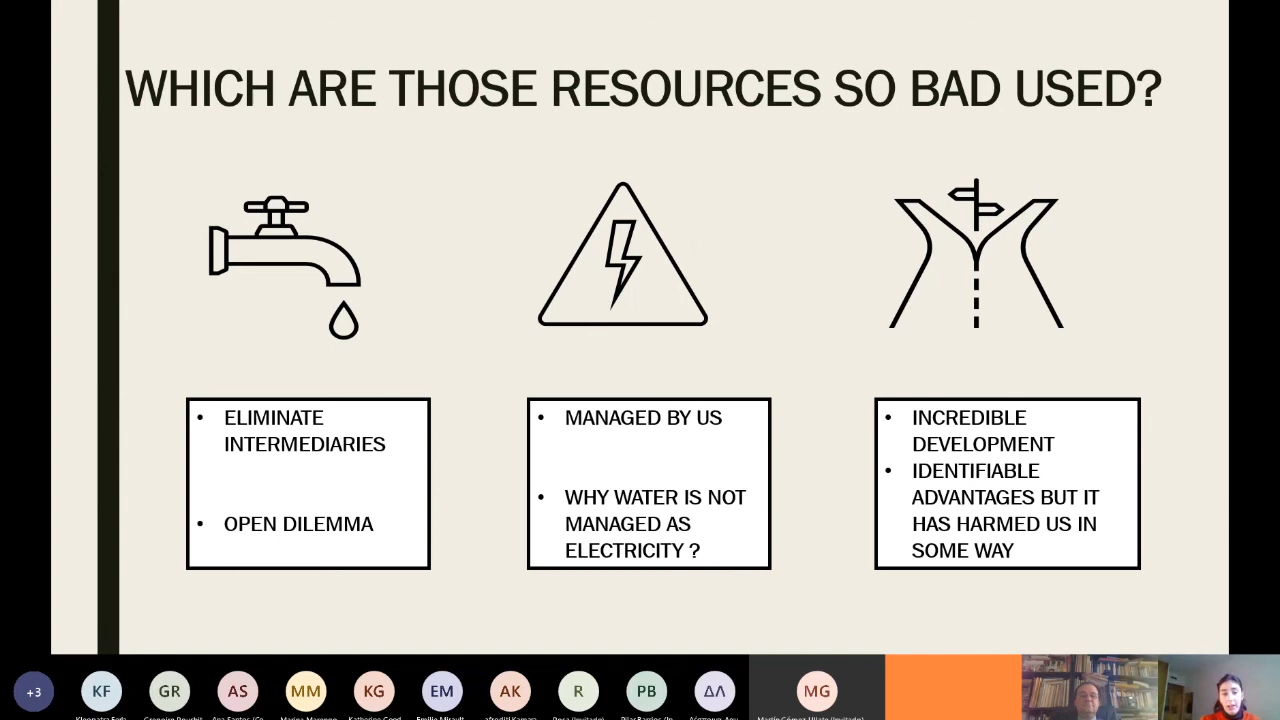 WHICH ARE THOSE RESOURCES SO BAD USED?
• ELIMINATE
INTERMEDIARIES
• OPEN DILEMMA
• MANAGED BY US
• WHY WATER IS NOT
MANAGED AS
ELECTRICITY ?
• INCREDIBLE
DEVELOPMENT
• IDENTIFIABLE
ADVANTAGES BUT IT
HAS HARMED US IN
SOME WAY
+3
KF
GR
AS
MM
KG
EM
AK
R
PB
ΔΛ
MG